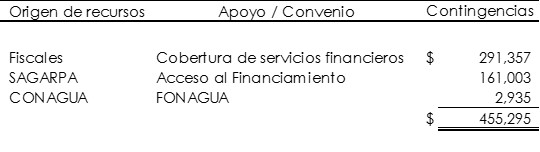 Origen de recursos Apoyo / Convenio Contingencias
Fiscales Cobertura de servicios financieros $ 291,357
SAGARPA Acceso al Financiamiento 161,003
CONAGUA FONAGUA 2,935
$ 455,295